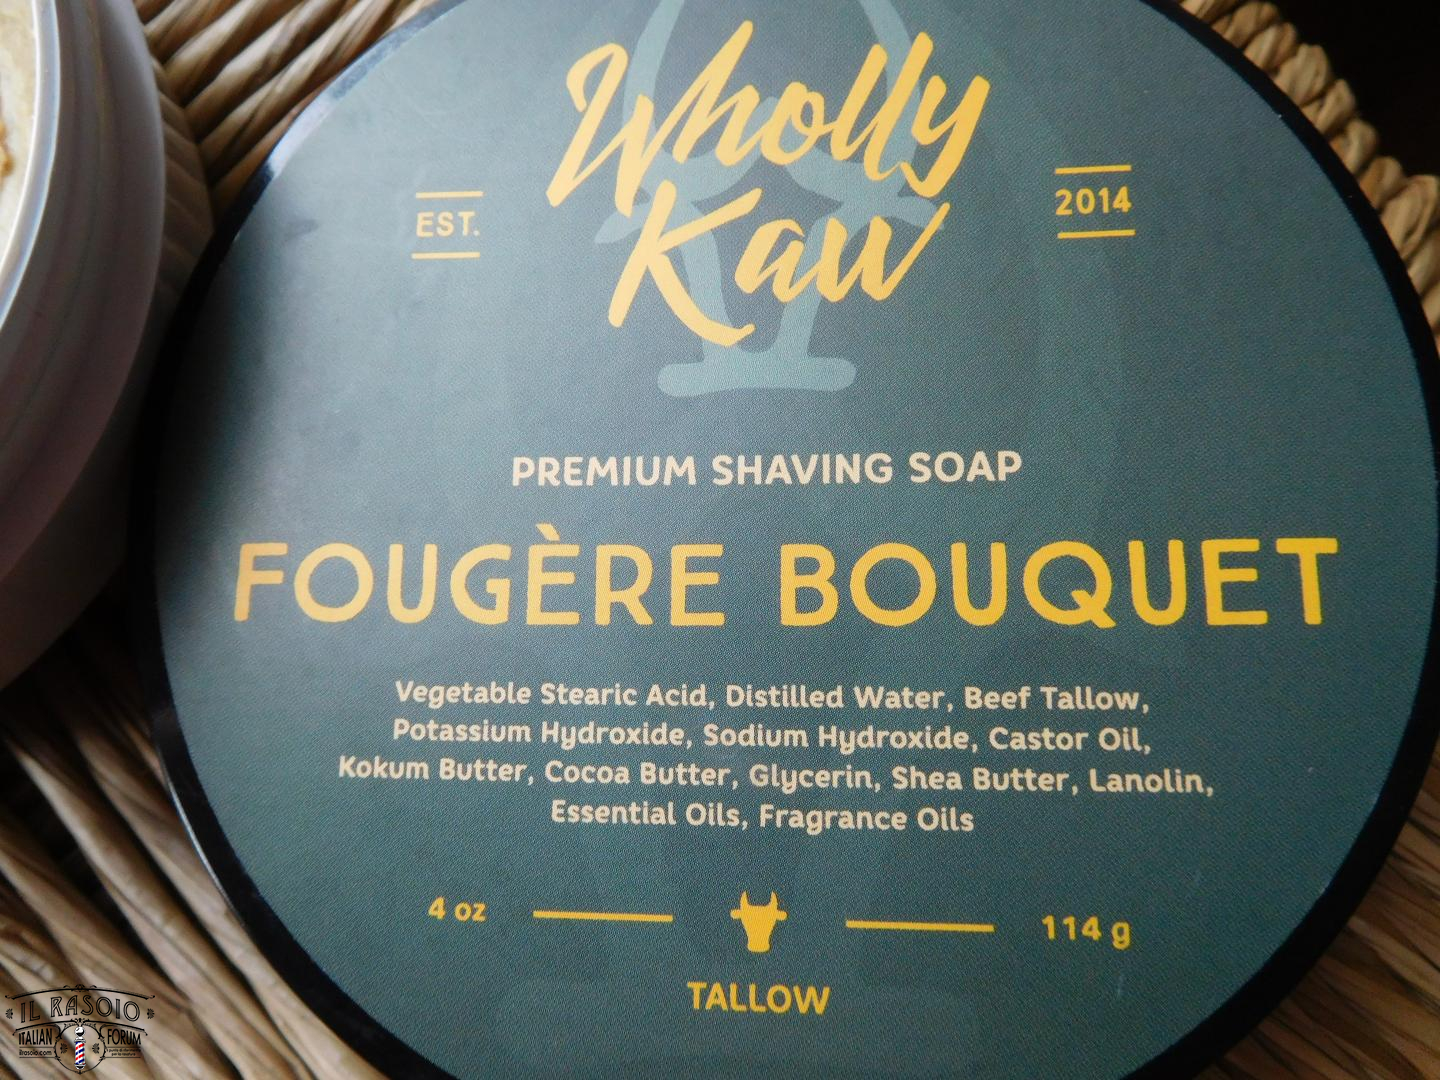 Wholly
Kaw
EST.
2014
PREMIUM SHAVING SOAP
FOUGÈRE BOUQUET
Vegetable Stearic Acid, Distilled Water, Beef Tallow,
Potassium Hydroxide, Sodium Hydroxide, Castor Oil,
Kokum Butter, Cocoa Butter, Glycerin, Shea Butter, Lanolin,
Essential Oils, Fragrance Oils
4 oz
114 g
TALLOW
IL RASOIO
ITALIAN FORUM
ilrasoio.com